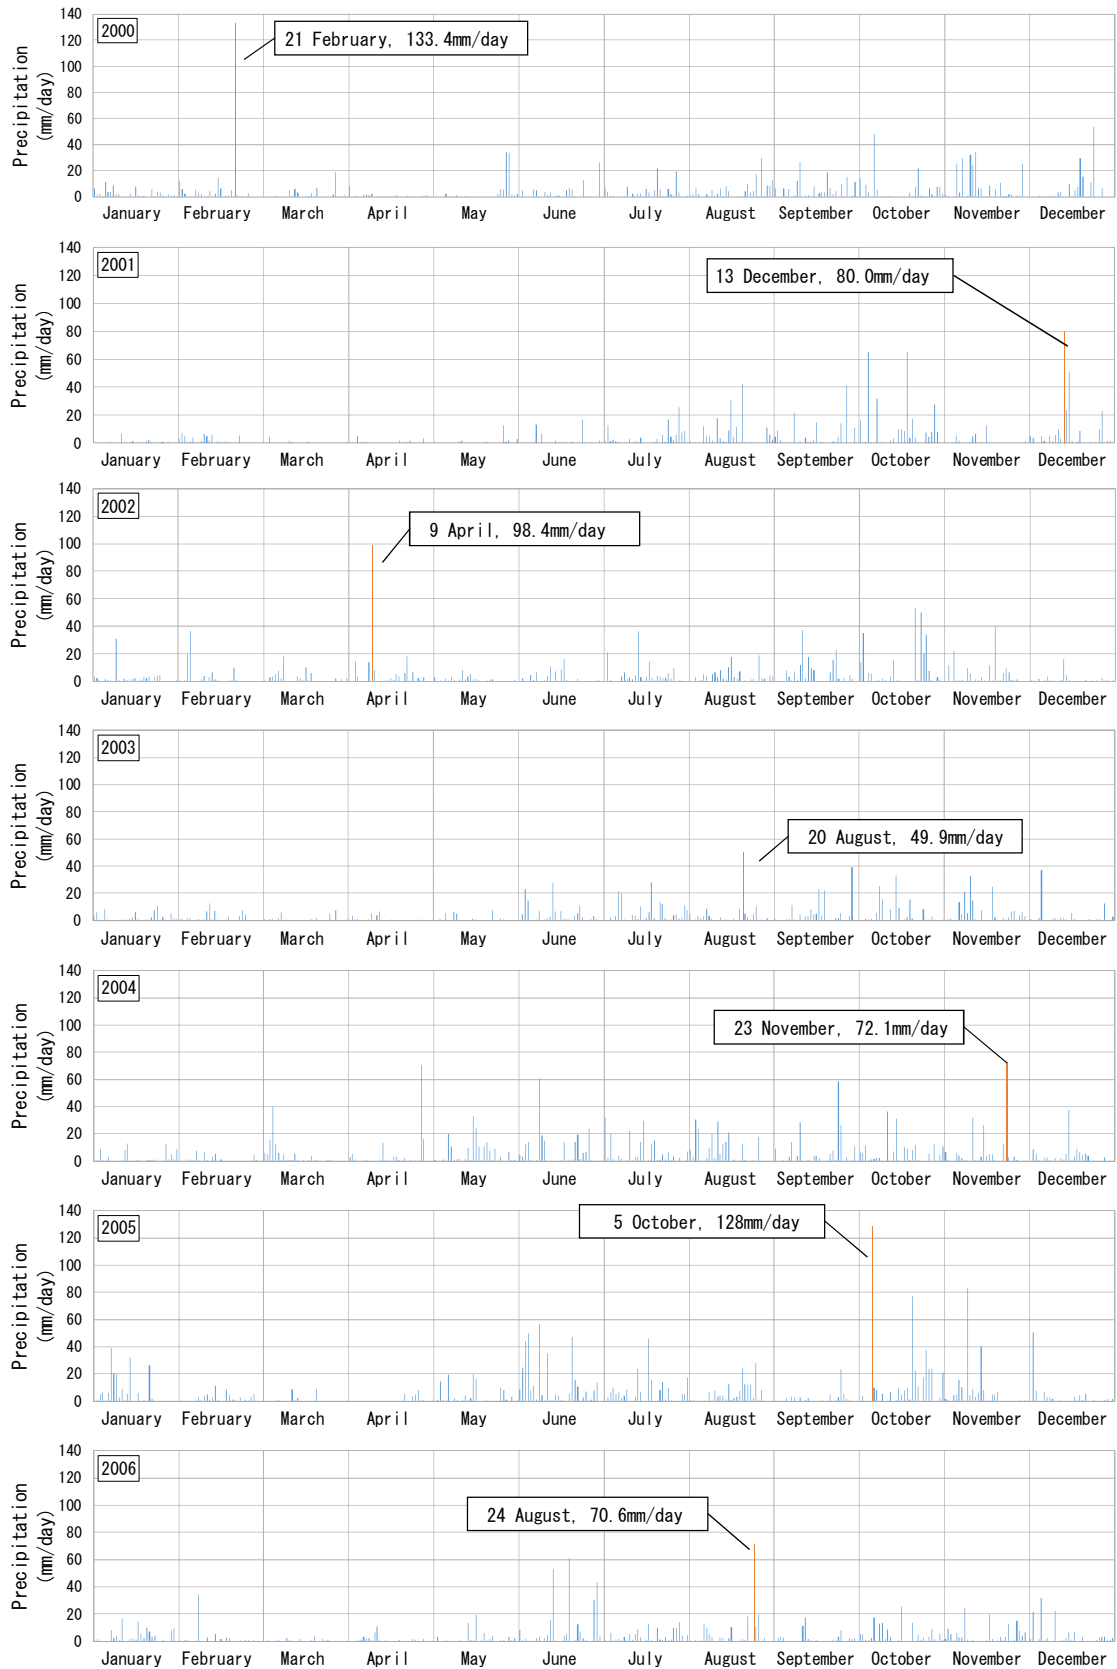 140
120
100
80
60
40
20
0
Precipitation
(mm/day)
2000
21 February, 133.4mm/day
January February March April May June July August September October November December
140
120
100
80
60
40
20
0
Precipitation
(mm/day)
2001
13 December, 80.0mm/day
January February March April May June July August September October November December
140
120
100
80
60
40
20
0
Precipitation
(mm/day)
2002
9 April, 98.4mm/day
January February March April May June July August September October November December
140
120
100
80
60
40
20
0
Precipitation
(mm/day)
2003
20 August, 49.9mm/day
January February March April May June July August September October November December
140
120
100
80
60
40
20
0
Precipitation
(mm/day)
2004
23 November, 72.1mm/day
January February March April May June July August September October November December
140
120
100
80
60
40
20
0
Precipitation
(mm/day)
2005
5 October, 128mm/day
January February March April May June July August September October November December
140
120
100
80
60
40
20
0
Precipitation
(mm/day)
2006
24 August, 70.6mm/day
January February March April May June July August September October November December